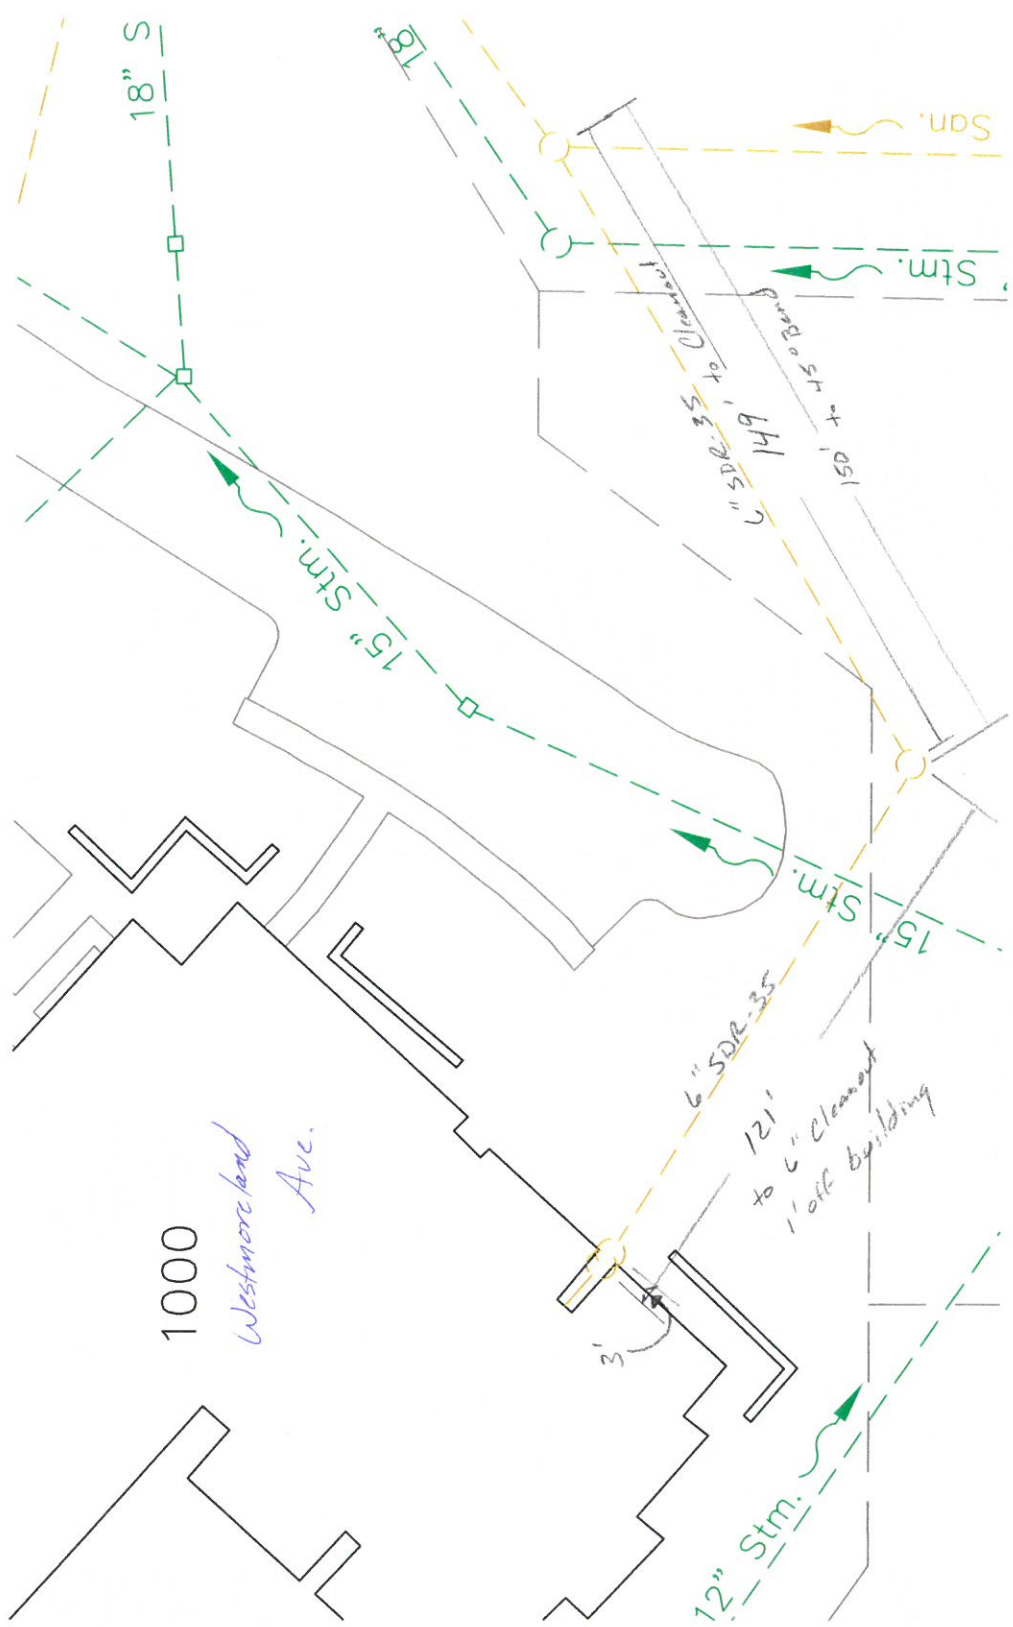 18" S
18"
San.
Stm.
6" SDR-35 to Cleanout
149'
150' to 45° Bend
15" Stm.
15" Stm.
6" SDR-35
121'
to 6" Cleanout
1' off building
3'
1000
Westmoreland
Ave.
12" Stm.